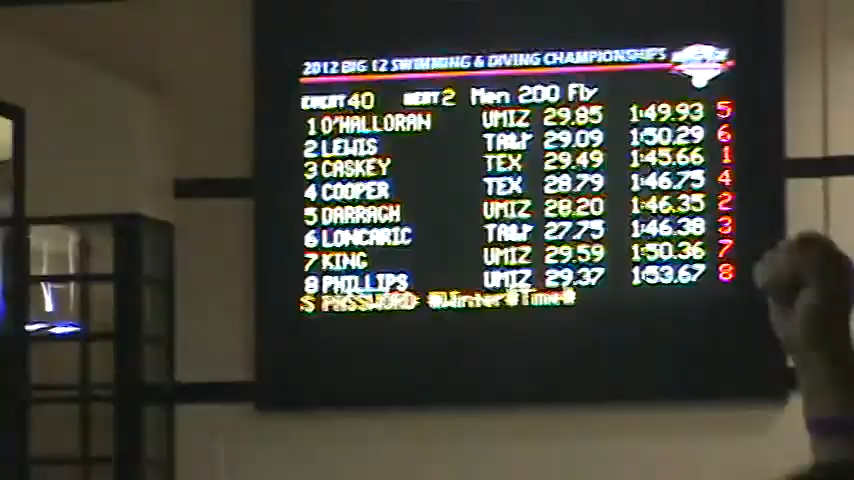 2012 BIG 12 SWIMMING & DIVING CHAMPIONSHIPS
EVENT 40 HEAT 2 Men 200 Fly
1 O'HALLORAN UMIZ 29.85 1:49.93 5
2 LEWIS TA&M 29.09 1:50.29 6
3 CASKEY TEX 29.49 1:45.66 1
4 COOPER TEX 28.79 1:46.75 4
5 DARRACH UMIZ 28.20 1:46.35 2
6 LONCARIC TA&M 27.75 1:46.38 3
7 KING UMIZ 29.59 1:50.36 7
8 PHILLIPS UMIZ 29.37 1:53.67 8
PASSWORD: #Winter#Time#